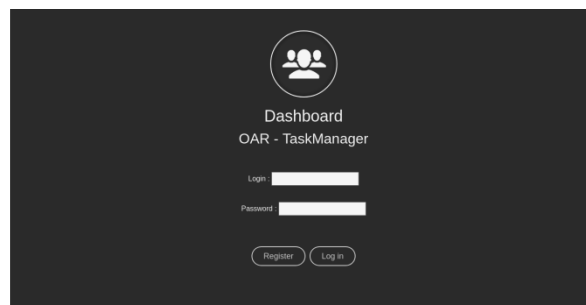 Dashboard
OAR - TaskManager
Login :
Password :
Register Log in